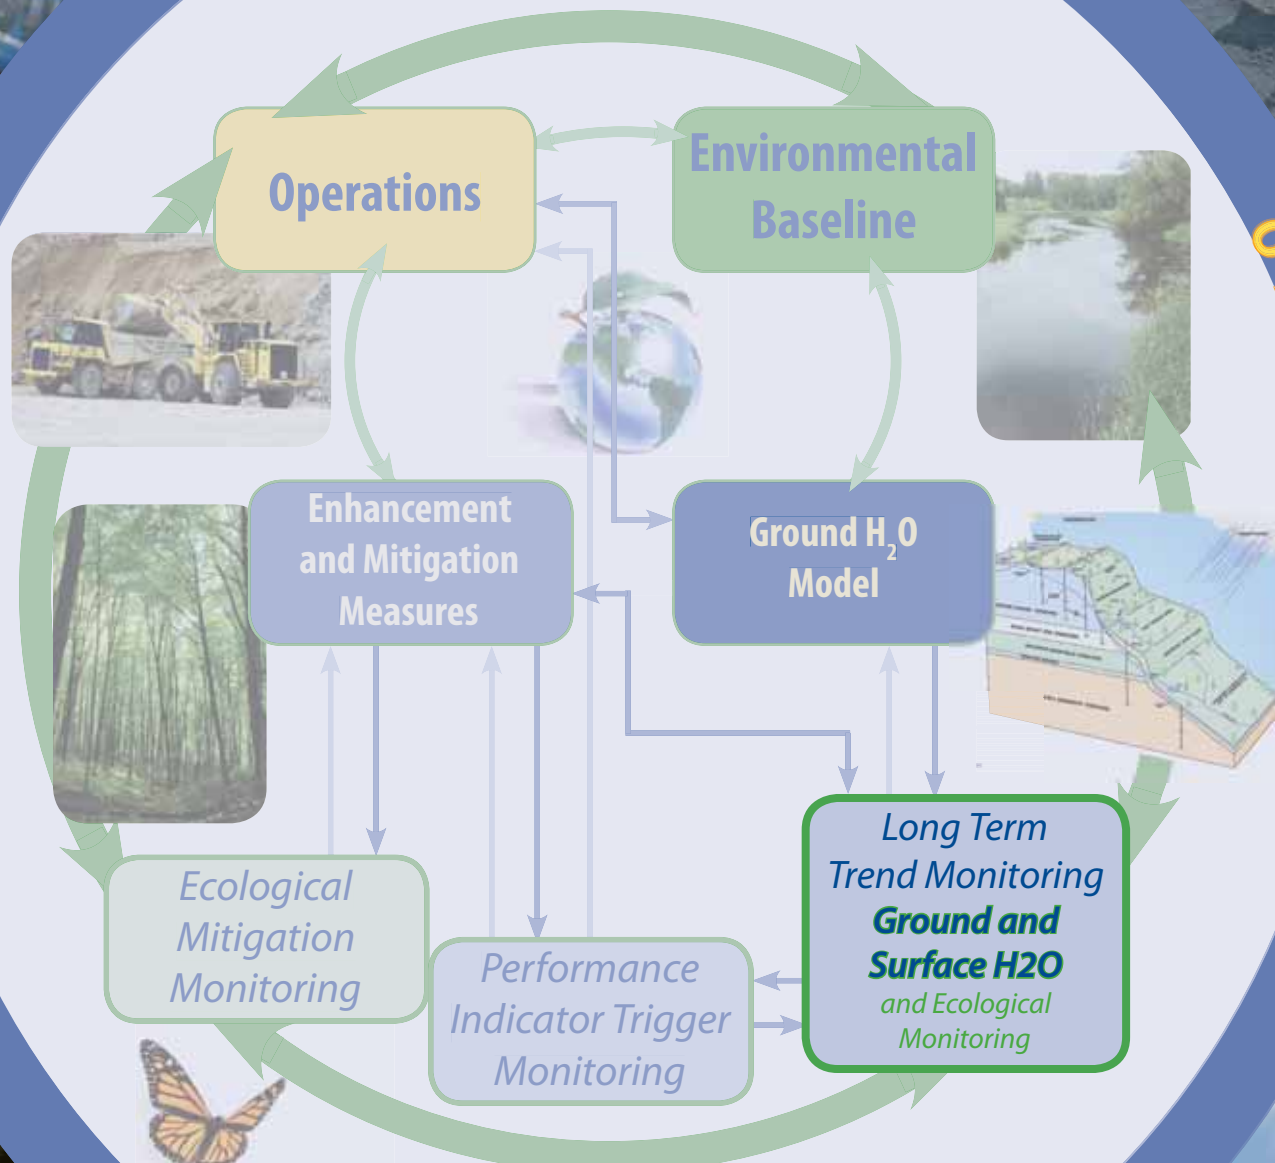 Operations
Environmental
Baseline
Enhancement
and Mitigation
Measures
Ground H₂O
Model
Ecological
Mitigation
Monitoring
Performance
Indicator Trigger
Monitoring
Long Term
Trend Monitoring
Ground and
Surface H2O
and Ecological
Monitoring